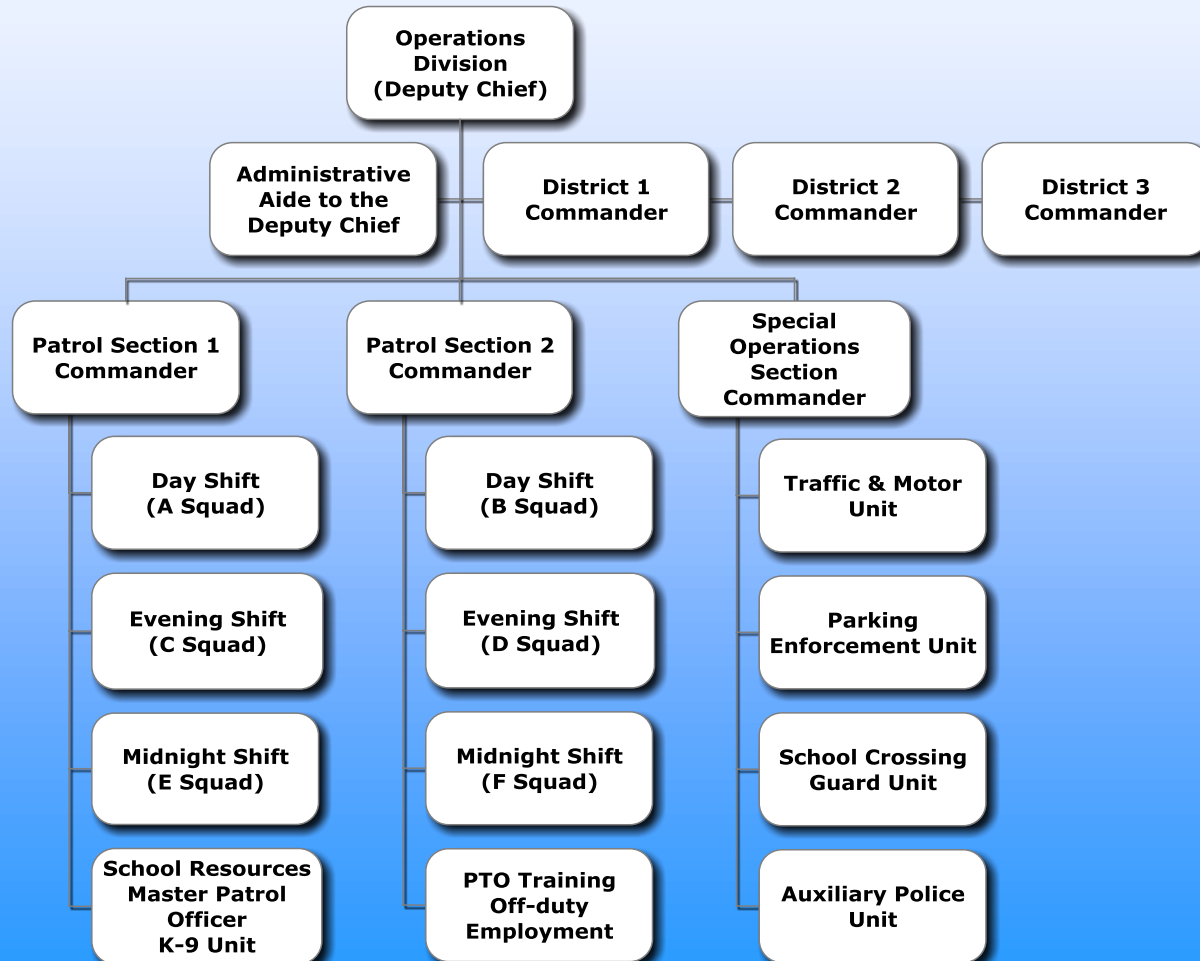 Operations
Division
(Deputy Chief)
Administrative
Aide to the
Deputy Chief
District 1
Commander
District 2
Commander
District 3
Commander
Patrol Section 1
Commander
Patrol Section 2
Commander
Special
Operations
Section
Commander
Day Shift
(A Squad)
Day Shift
(B Squad)
Traffic & Motor
Unit
Evening Shift
(C Squad)
Evening Shift
(D Squad)
Parking
Enforcement Unit
Midnight Shift
(E Squad)
Midnight Shift
(F Squad)
School Crossing
Guard Unit
School Resources
Master Patrol
Officer
K-9 Unit
PTO Training
Off-duty
Employment
Auxiliary Police
Unit